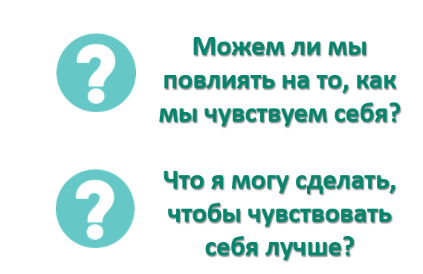 Можем ли мы
повлиять на то, как
мы чувствуем себя?
Что я могу сделать,
чтобы чувствовать
себя лучше?